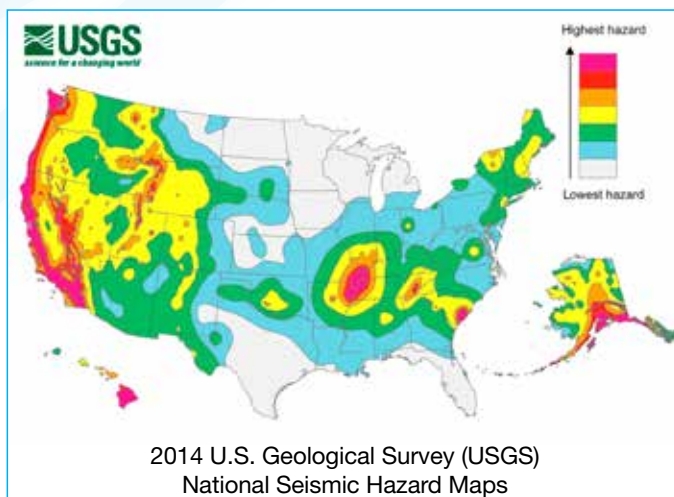 USGS
science for a changing world
Highest hazard
Lowest hazard
2014 U.S. Geological Survey (USGS)
National Seismic Hazard Maps